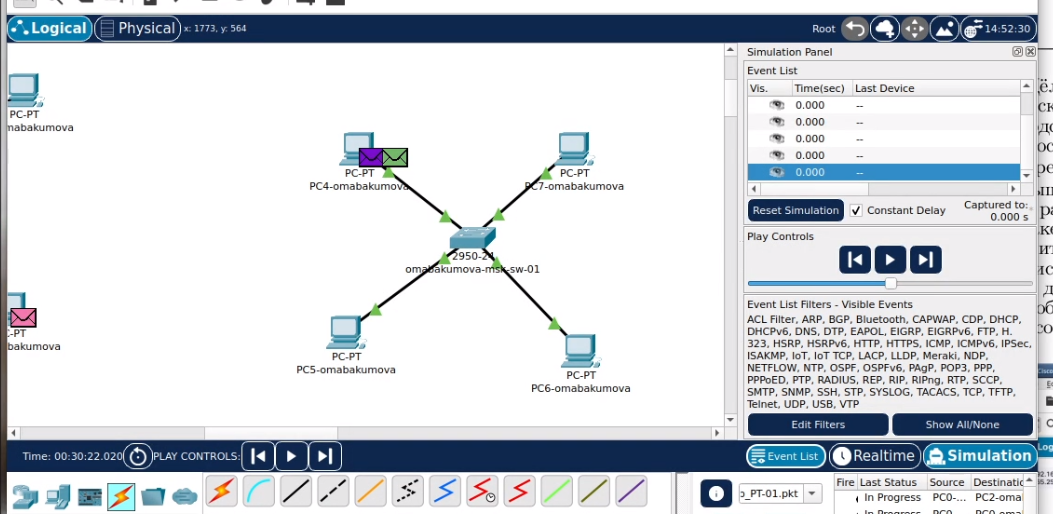 Logical Physical x: 1773, y: 564 Root 14:52:30
Simulation Panel
Event List
Vis. Time(sec) Last Device
0.000 --
0.000 --
0.000 --
0.000 --
0.000 --
Reset Simulation Constant Delay Captured to:
0.000 s
Play Controls
Event List Filters - Visible Events
ACL Filter, ARP, BGP, Bluetooth, CAPWAP, CDP, DHCP,
DHCPv6, DNS, DTP, EAPOL, EIGRP, EIGRPv6, FTP, H.
323, HSRP, HSRPv6, HTTP, HTTPS, ICMP, ICMPv6, IPSec,
ISAKMP, IoT, IoT TCP, LACP, LLDP, Meraki, NDP,
NETFLOW, NTP, OSPF, OSPFv6, PAgP, POP3, PPP,
PPPoED, PTP, RADIUS, REP, RIP, RIPng, RTP, SCCP,
SMTP, SNMP, SSH, STP, SYSLOG, TACACS, TCP, TFTP,
Telnet, UDP, USB, VTP
Edit Filters Show All/None
PC-PT
mabakumova
PC-PT
PC4-omabakumova
PC-PT
PC7-omabakumova
2950-24
omabakumova-msk-sw-01
C-PT
bakumova
PC-PT
PC5-omabakumova
PC-PT
PC6-omabakumova
Time: 00:30:22.020 PLAY CONTROLS: Event List Realtime Simulation
_PT-01.pkt
Fire Last Status Source Destinatic
In Progress PC0-... PC2-omal
In Progress PC0 PC0 omal